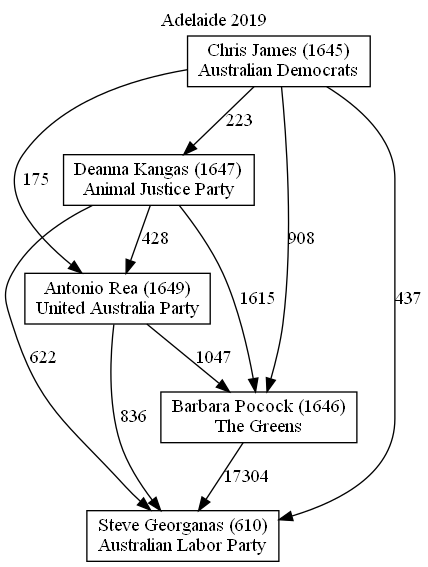 Adelaide 2019
Chris James (1645)
Australian Democrats
223
Deanna Kangas (1647)
Animal Justice Party
175
428
908
Antonio Rea (1649)
United Australia Party
1615
437
622
1047
836
Barbara Pocock (1646)
The Greens
17304
Steve Georganas (610)
Australian Labor Party